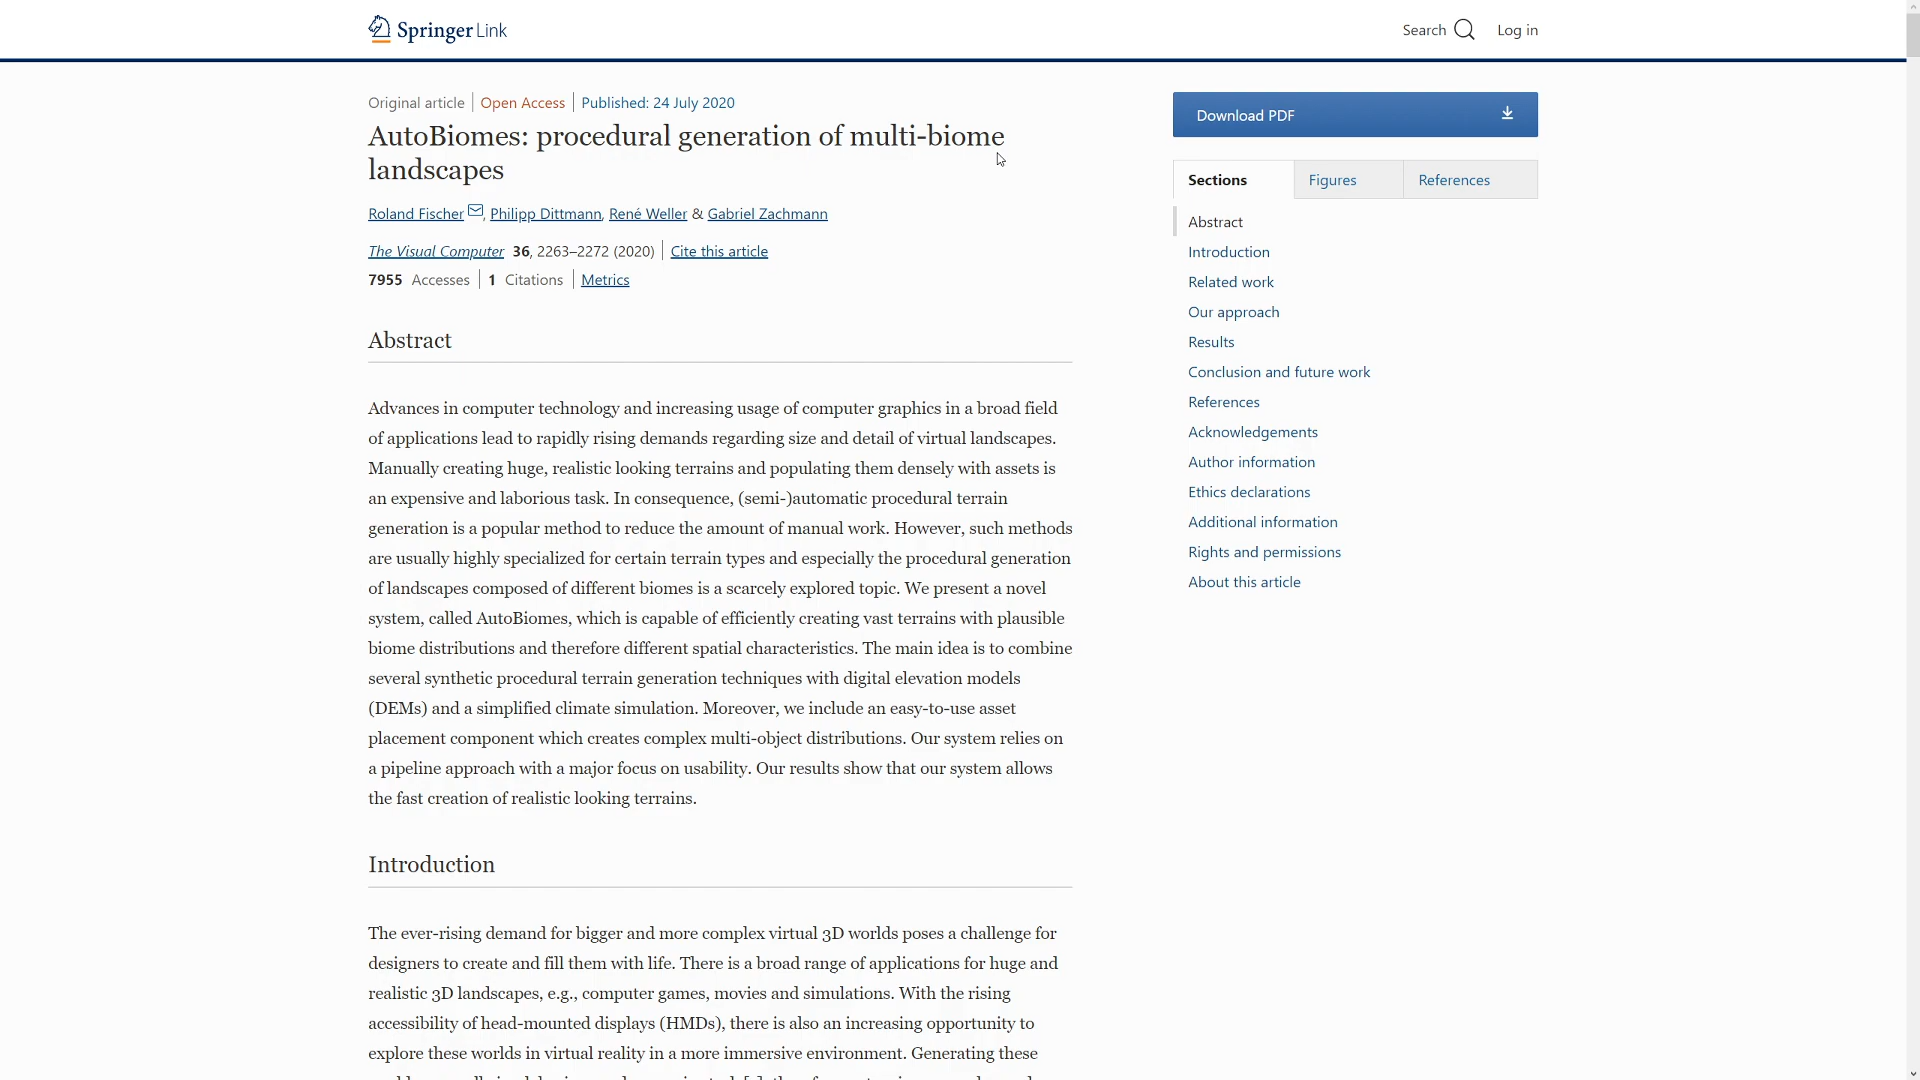 Springer Link
Search
Log in
Original article
Open Access
Published: 24 July 2020
AutoBiomes: procedural generation of multi-biome
landscapes
Roland Fischer, Philipp Dittmann, René Weller & Gabriel Zachmann
The Visual Computer 36, 2263–2272 (2020)
Cite this article
7955 Accesses
1 Citations
Metrics
Abstract
Advances in computer technology and increasing usage of computer graphics in a broad field
of applications lead to rapidly rising demands regarding size and detail of virtual landscapes.
Manually creating huge, realistic looking terrains and populating them densely with assets is
an expensive and laborious task. In consequence, (semi-)automatic procedural terrain
generation is a popular method to reduce the amount of manual work. However, such methods
are usually highly specialized for certain terrain types and especially the procedural generation
of landscapes composed of different biomes is a scarcely explored topic. We present a novel
system, called AutoBiomes, which is capable of efficiently creating vast terrains with plausible
biome distributions and therefore different spatial characteristics. The main idea is to combine
several synthetic procedural terrain generation techniques with digital elevation models
(DEMs) and a simplified climate simulation. Moreover, we include an easy-to-use asset
placement component which creates complex multi-object distributions. Our system relies on
a pipeline approach with a major focus on usability. Our results show that our system allows
the fast creation of realistic looking terrains.
Introduction
The ever-rising demand for bigger and more complex virtual 3D worlds poses a challenge for
designers to create and fill them with life. There is a broad range of applications for huge and
realistic 3D landscapes, e.g., computer games, movies and simulations. With the rising
accessibility of head-mounted displays (HMDs), there is also an increasing opportunity to
explore these worlds in virtual reality in a more immersive environment. Generating these
Download PDF
Sections
Figures
References
Abstract
Introduction
Related work
Our approach
Results
Conclusion and future work
References
Acknowledgements
Author information
Ethics declarations
Additional information
Rights and permissions
About this article